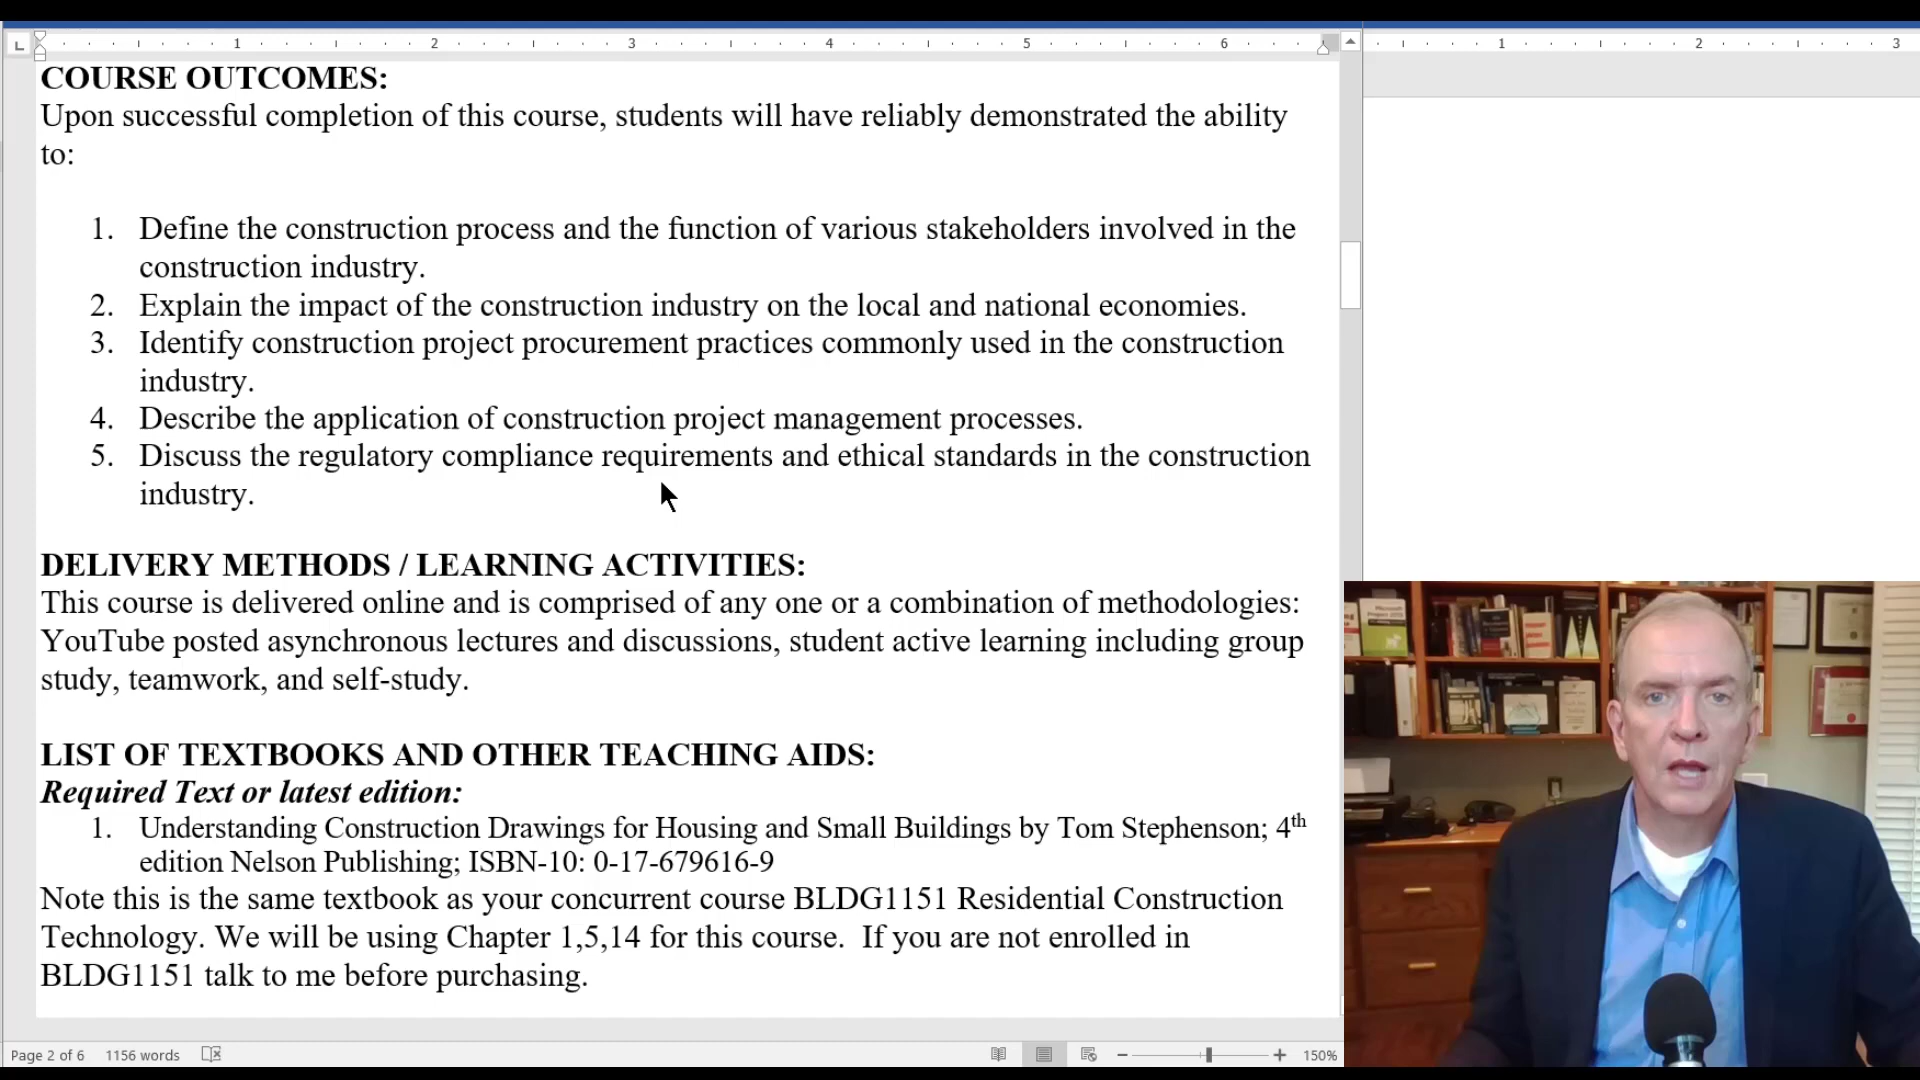 1 2 3 4 5 6 1 2 3
COURSE OUTCOMES:
Upon successful completion of this course, students will have reliably demonstrated the ability
to:
1. Define the construction process and the function of various stakeholders involved in the
construction industry.
2. Explain the impact of the construction industry on the local and national economies.
3. Identify construction project procurement practices commonly used in the construction
industry.
4. Describe the application of construction project management processes.
5. Discuss the regulatory compliance requirements and ethical standards in the construction
industry.
DELIVERY METHODS / LEARNING ACTIVITIES:
This course is delivered online and is comprised of any one or a combination of methodologies:
YouTube posted asynchronous lectures and discussions, student active learning including group
study, teamwork, and self-study.
LIST OF TEXTBOOKS AND OTHER TEACHING AIDS:
Required Text or latest edition:
1. Understanding Construction Drawings for Housing and Small Buildings by Tom Stephenson; 4th
edition Nelson Publishing; ISBN-10: 0-17-679616-9
Note this is the same textbook as your concurrent course BLDG1151 Residential Construction
Technology. We will be using Chapter 1,5,14 for this course.  If you are not enrolled in
BLDG1151 talk to me before purchasing.
Page 2 of 6 1156 words 150%